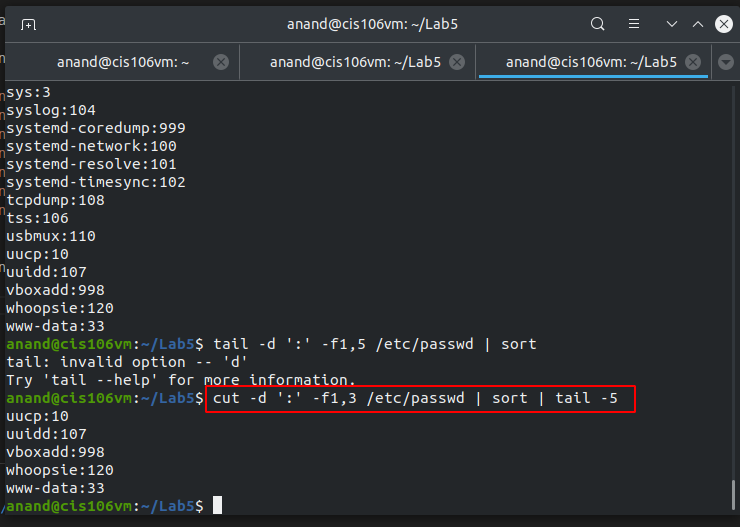 anand@cis106vm: ~/Lab5
anand@cis106vm: ~
anand@cis106vm: ~/Lab5
anand@cis106vm: ~/Lab5
sys:3
syslog:104
systemd-coredump:999
systemd-network:100
systemd-resolve:101
systemd-timesync:102
tcpdump:108
tss:106
usbmux:110
uucp:10
uuidd:107
vboxadd:998
whoopsie:120
www-data:33
anand@cis106vm:~/Lab5$ tail -d ':' -f1,5 /etc/passwd | sort
tail: invalid option -- 'd'
Try 'tail --help' for more information.
anand@cis106vm:~/Lab5$ cut -d ':' -f1,3 /etc/passwd | sort | tail -5
uucp:10
uuidd:107
vboxadd:998
whoopsie:120
www-data:33
anand@cis106vm:~/Lab5$